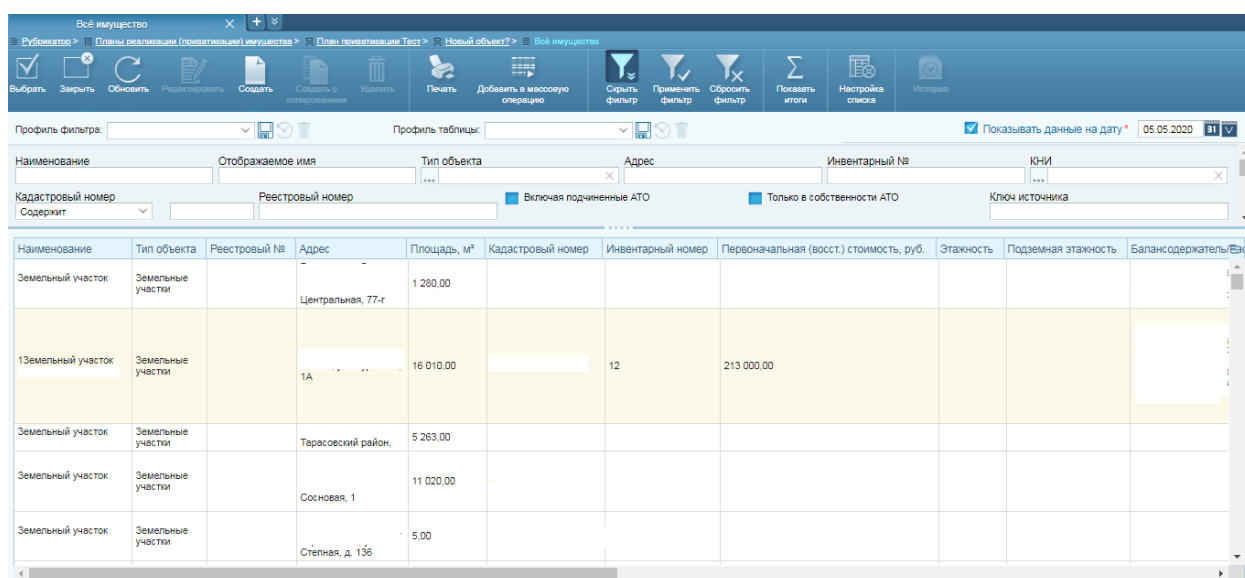 Всё имущество
Рубрикатор > Планы реализации (приватизации) имущества > План приватизации Тест > Новый объект? > Всё имущество
Выбрать Закрыть Обновить Редактировать Создать Создать с копированием Удалить Печать Добавить в массовую операцию Скрыть фильтр Применить фильтр Сбросить фильтр Показать итоги Настройка списка История
Профиль фильтра: Профиль таблицы: Показывать данные на дату * 05.05.2020 31
Наименование Отображаемое имя Тип объекта Адрес Инвентарный № КНИ
Кадастровый номер Реестровый номер Включая подчиненные АТО Только в собственности АТО Ключ источника
Содержит
Наименование Тип объекта Реестровый № Адрес Площадь, м² Кадастровый номер Инвентарный номер Первоначальная (восст.) стоимость, руб. Этажность Подземная этажность Балансодержатель/
Земельный участок Земельные участки Центральная, 77-г 1 280,00
1Земельный участок Земельные участки 1А 16 010,00 12 213 000,00
Земельный участок Земельные участки Тарасовский район, 5 263,00
Земельный участок Земельные участки Сосновая, 1 11 020,00
Земельный участок Земельные участки Степная, д. 136 5,00